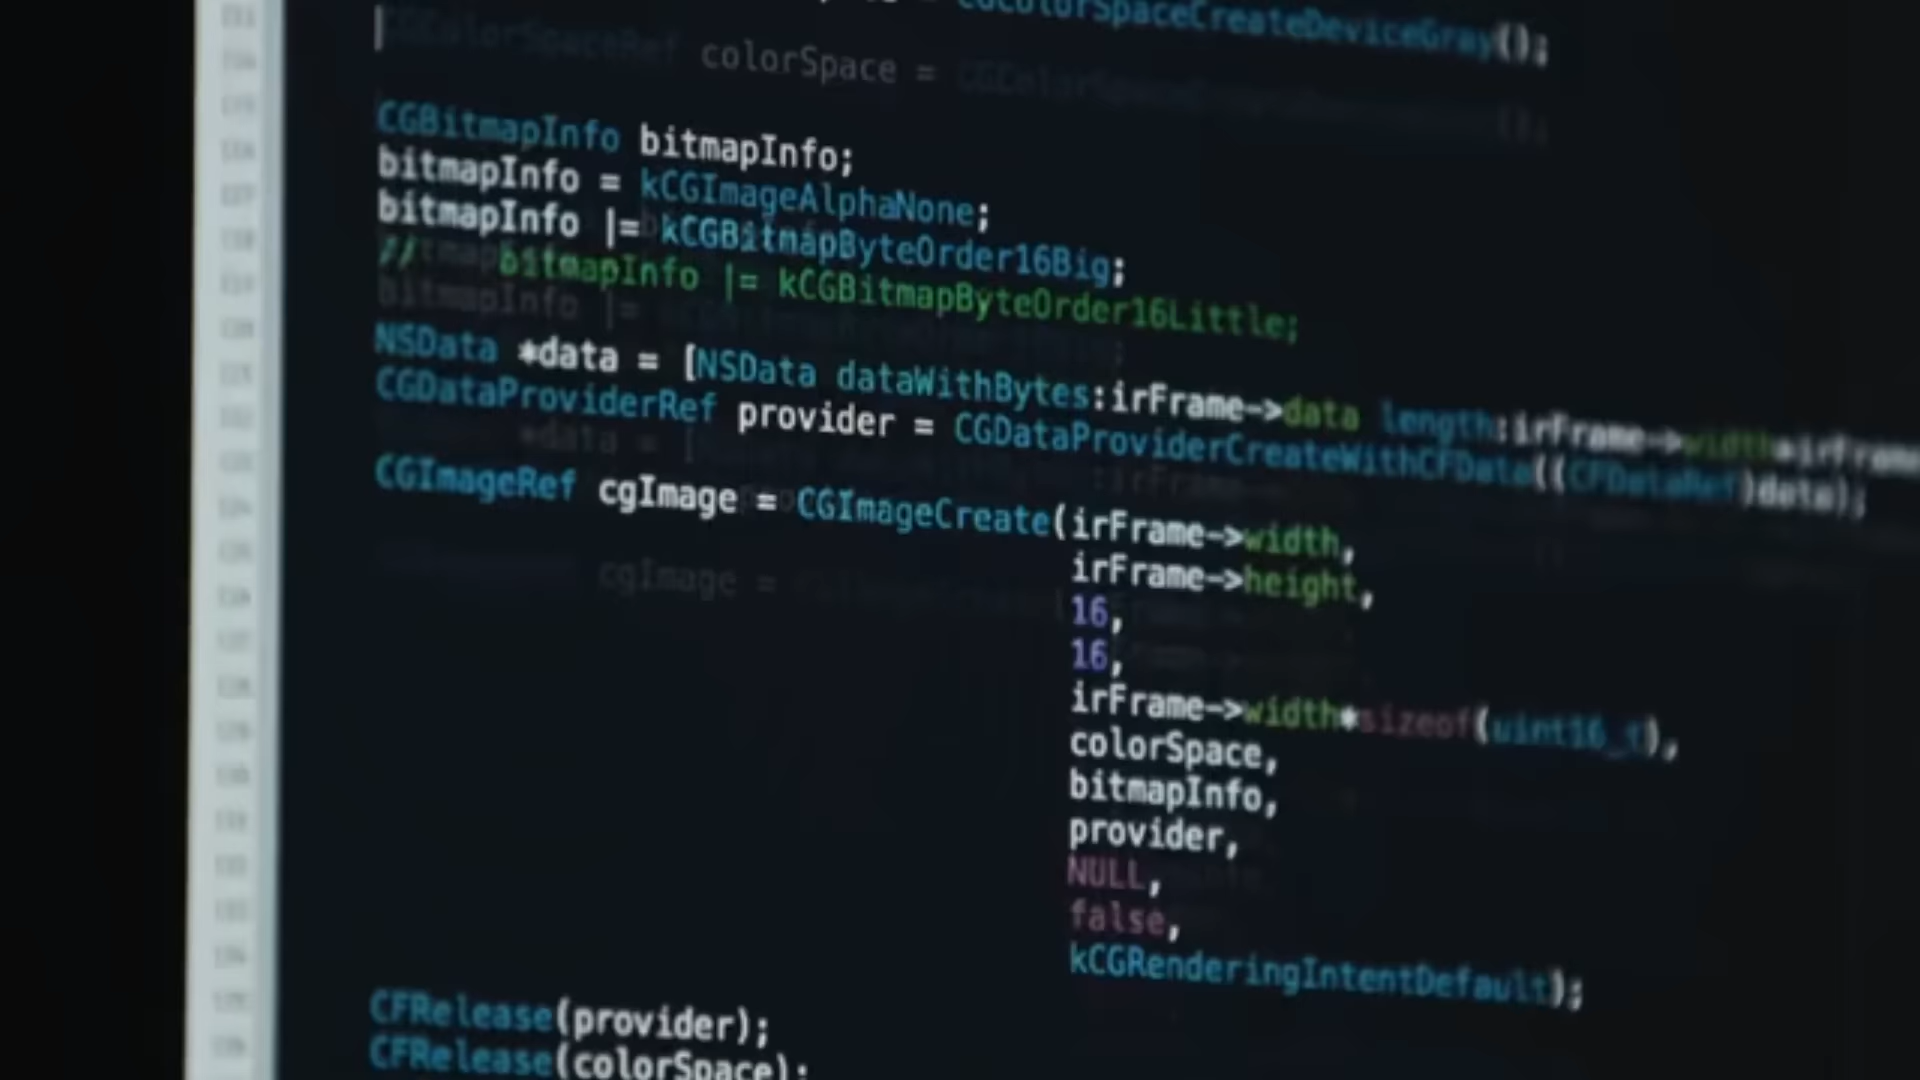 CGColorSpaceCreateDeviceGray();
colorSpace =
CGBitmapInfo bitmapInfo;
bitmapInfo = kCGImageAlphaNone;
bitmapInfo |= kCGBitmapByteOrder16Big;
// bitmapInfo |= kCGBitmapByteOrder16Little;
NSData *data = [NSData dataWithBytes:irFrame->data length:irFrame->width*irFrame
CGDataProviderRef provider = CGDataProviderCreateWithCFData((CFDataRef)data);
CGImageRef cgImage = CGImageCreate(irFrame->width,
irFrame->height,
16,
16,
irFrame->width*sizeof(uint16_t),
colorSpace,
bitmapInfo,
provider,
NULL,
false,
kCGRenderingIntentDefault);
CFRelease(provider);
CFRelease(colorSpace);